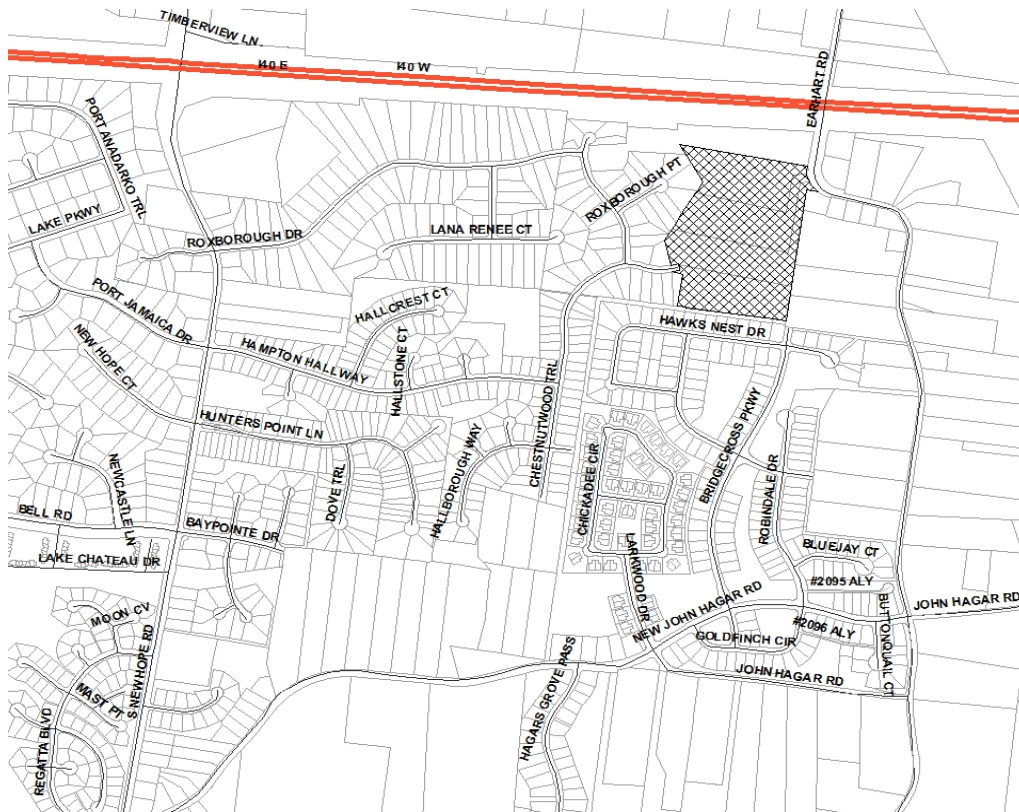 TIMBERVIEW LN
I40 E
I40 W
EARHART RD
PORT ANADARKO TRL
ROXBOROUGH PT
LAKE PKWY
ROXBOROUGH DR
LANA RENEE CT
PORT JAMAICA DR
HALLCREST CT
HAWKS NEST DR
NEW HOPE CT
HAMPTON HALLWAY
HALLSTONE CT
CHESTNUTWOOD TRL
BRIDGECROSS PKWY
HUNTERS POINT LN
HALLBOROUGH WAY
CHICKADEE CIR
ROBINDALE DR
NEWCASTLE LN
DOVE TRL
BELL RD
BAYPOINTE DR
LAKE CHATEAU DR
LARKWOOD DR
BLUEJAY CT
#2095 ALY
BUTTONQUAIL CT
JOHN HAGAR RD
MOON CV
NEW JOHN HAGAR RD
GOLDFINCH CIR
#2096 ALY
S NEW HOPE RD
MAST PT
HAGARS GROVE PASS
JOHN HAGAR RD
REGATTA BLVD